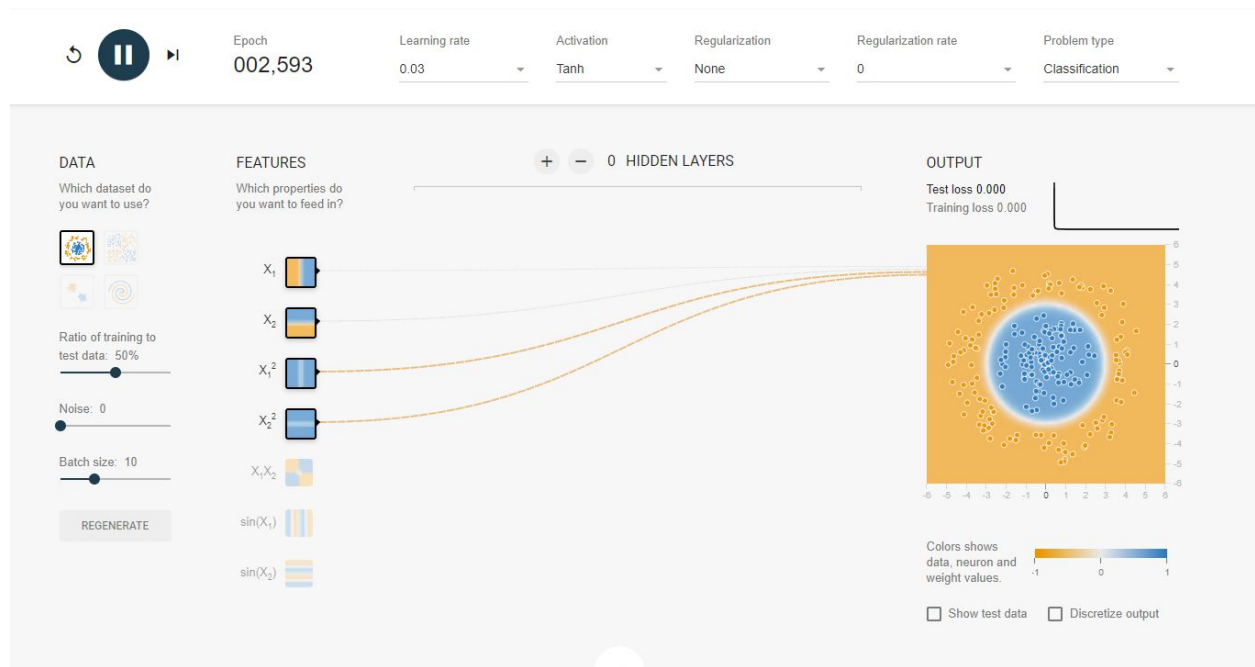 Epoch
002,593
Learning rate
0.03
Activation
Tanh
Regularization
None
Regularization rate
0
Problem type
Classification
DATA
Which dataset do
you want to use?
Ratio of training to
test data: 50%
Noise: 0
Batch size: 10
REGENERATE
FEATURES
Which properties do
you want to feed in?
X₁
X₂
X₁²
X₂²
X₁X₂
sin(X₁)
sin(X₂)
+ − 0 HIDDEN LAYERS
OUTPUT
Test loss 0.000
Training loss 0.000
6
5
4
3
2
1
0
-1
-2
-3
-4
-5
-6
-6 -5 -4 -3 -2 -1 0 1 2 3 4 5 6
Colors shows
data, neuron and
weight values.
-1 0 1
Show test data
Discretize output